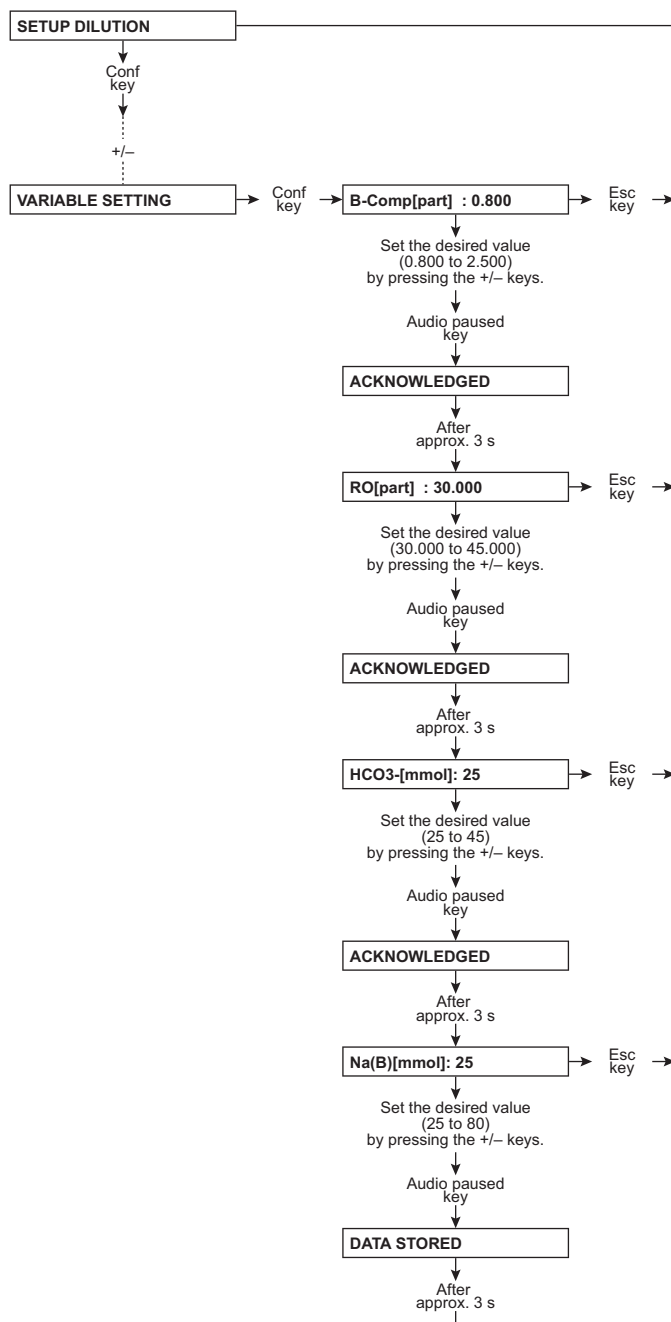 SETUP DILUTION
Conf
key
+/–
VARIABLE SETTING
Conf
key
B-Comp[part] : 0.800
Esc
key
Set the desired value
(0.800 to 2.500)
by pressing the +/– keys.
Audio paused
key
ACKNOWLEDGED
After
approx. 3 s
RO[part] : 30.000
Esc
key
Set the desired value
(30.000 to 45.000)
by pressing the +/– keys.
Audio paused
key
ACKNOWLEDGED
After
approx. 3 s
HCO3-[mmol]: 25
Esc
key
Set the desired value
(25 to 45)
by pressing the +/– keys.
Audio paused
key
ACKNOWLEDGED
After
approx. 3 s
Na(B)[mmol]: 25
Esc
key
Set the desired value
(25 to 80)
by pressing the +/– keys.
Audio paused
key
DATA STORED
After
approx. 3 s